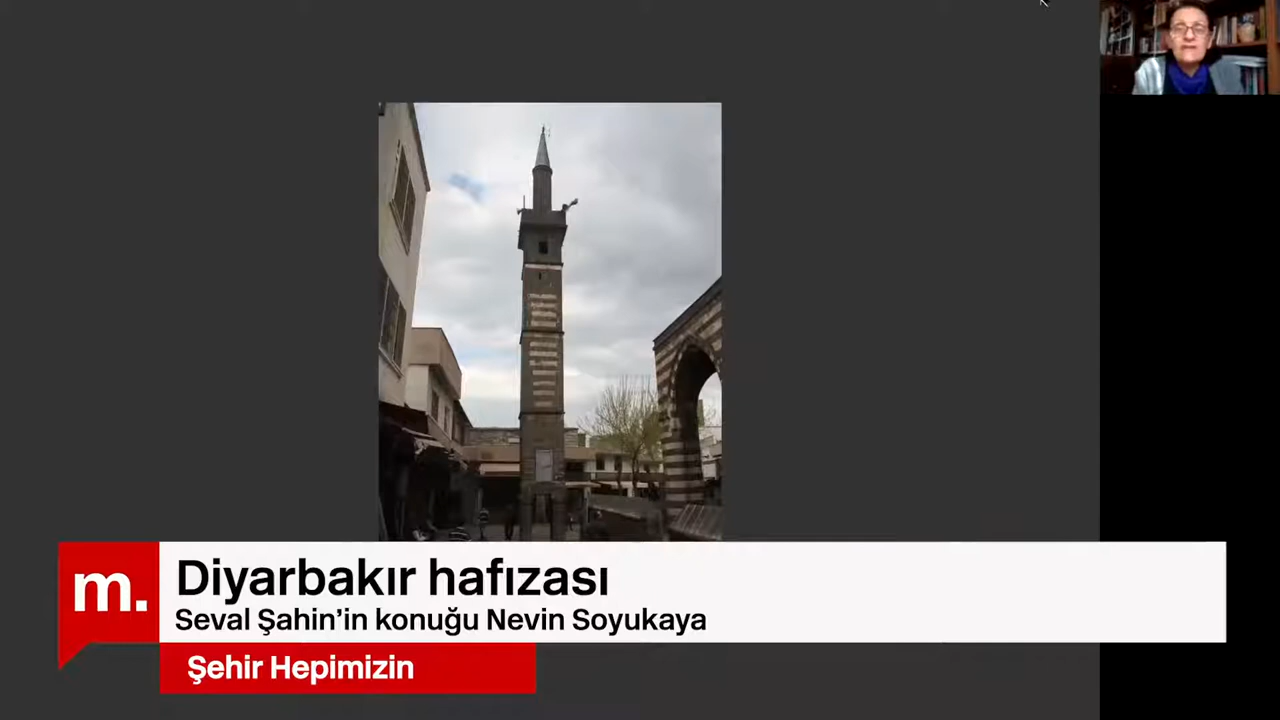 m.
Diyarbakır hafızası
Seval Şahin’in konuğu Nevin Soyukaya
Şehir Hepimizin